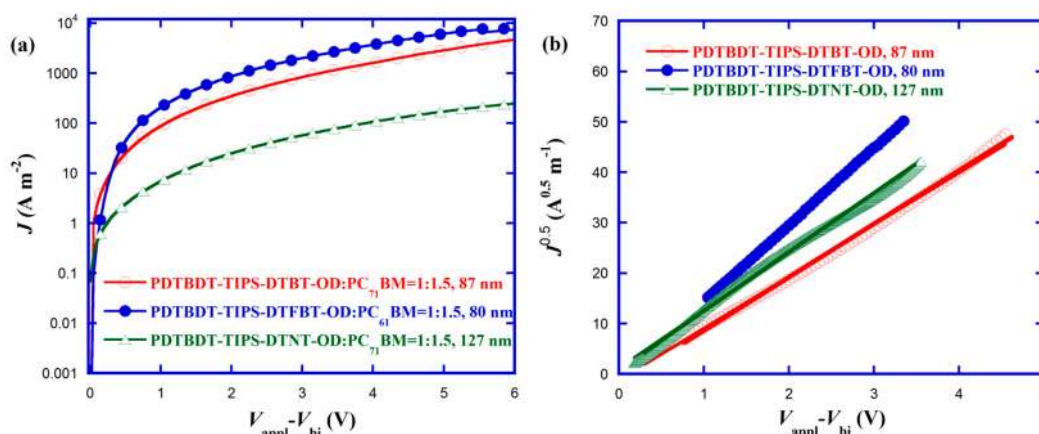 (a)
10⁴
1000
100
10
1
0.1
0.01
0.001
J (A m⁻²)
PDTBDT-TIPS-DTBT-OD:PC₇₁BM=1:1.5, 87 nm
PDTBDT-TIPS-DTFBT-OD:PC₆₁BM=1:1.5, 80 nm
PDTBDT-TIPS-DTNT-OD:PC₇₁BM=1:1.5, 127 nm
0 1 2 3 4 5 6
V_appl-V_bi (V)
(b)
70
60
50
40
30
20
10
0
J⁰·⁵ (A⁰·⁵ m⁻¹)
PDTBDT-TIPS-DTBT-OD, 87 nm
PDTBDT-TIPS-DTFBT-OD, 80 nm
PDTBDT-TIPS-DTNT-OD, 127 nm
0 1 2 3 4
V_appl-V_bi (V)